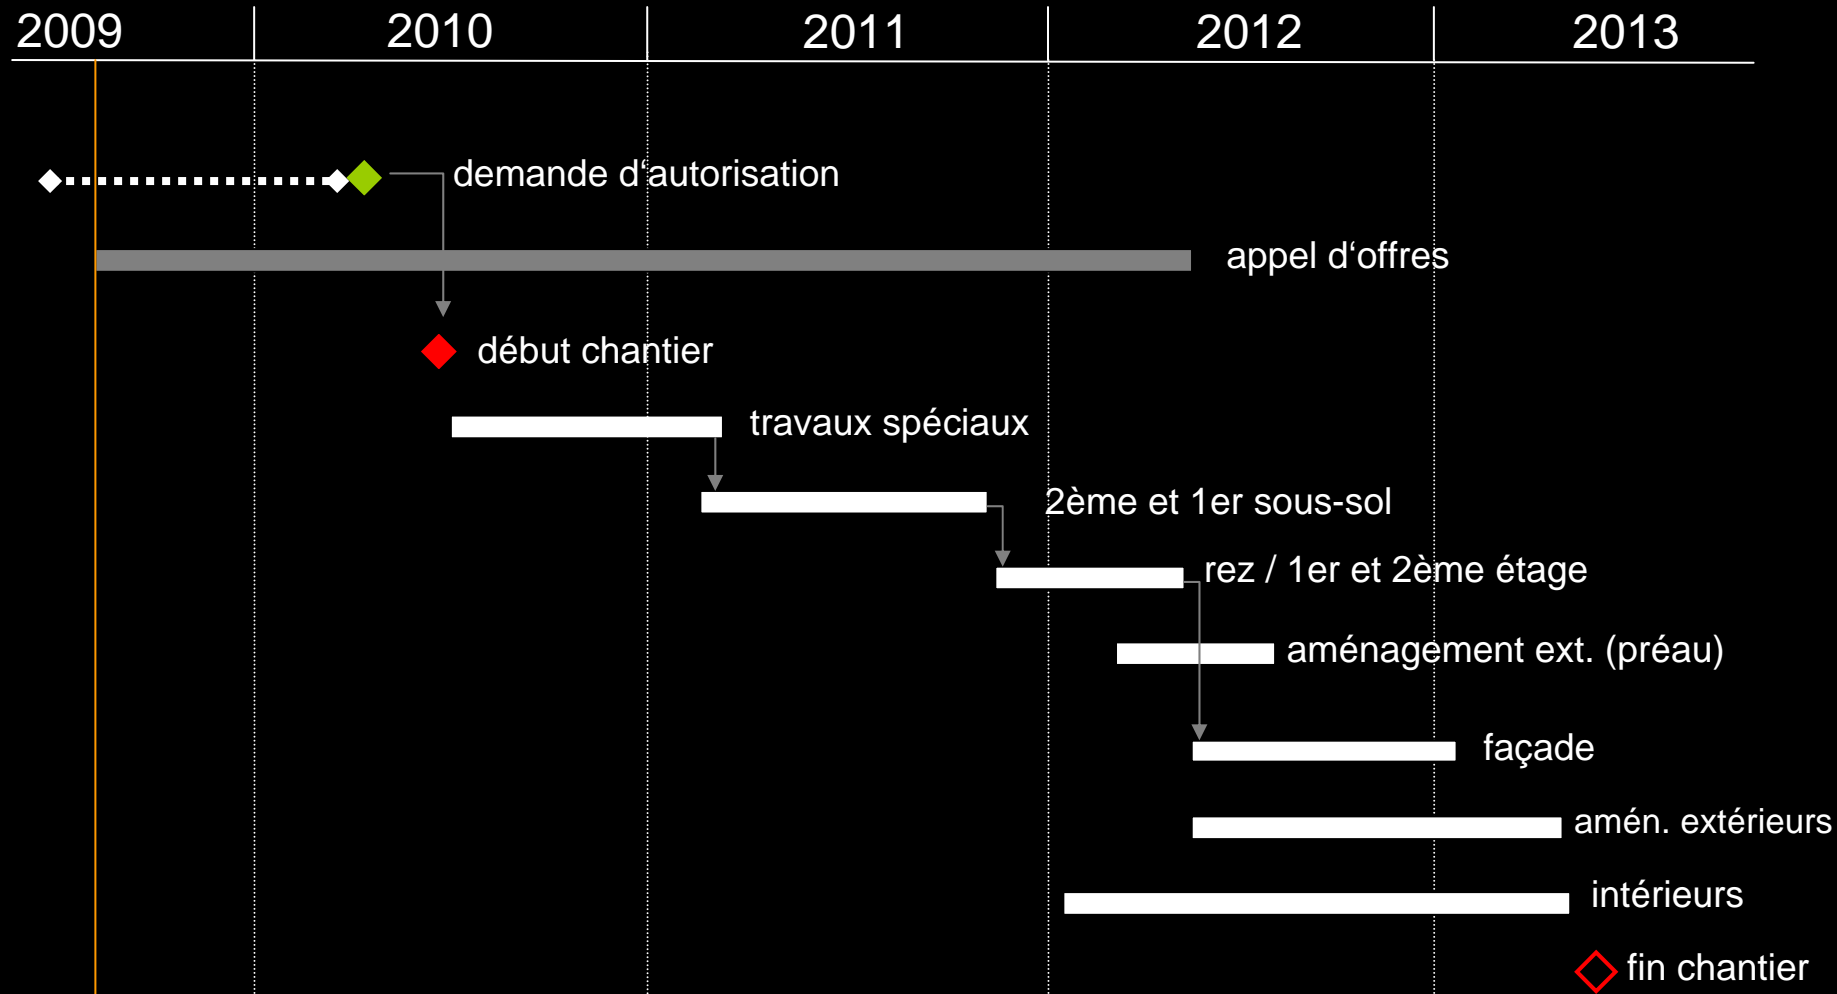 2009 2010 2011 2012 2013
demande d‘autorisation
appel d‘offres
début chantier
travaux spéciaux
2ème et 1er sous-sol
rez / 1er et 2ème étage
aménagement ext. (préau)
façade
amén. extérieurs
intérieurs
fin chantier